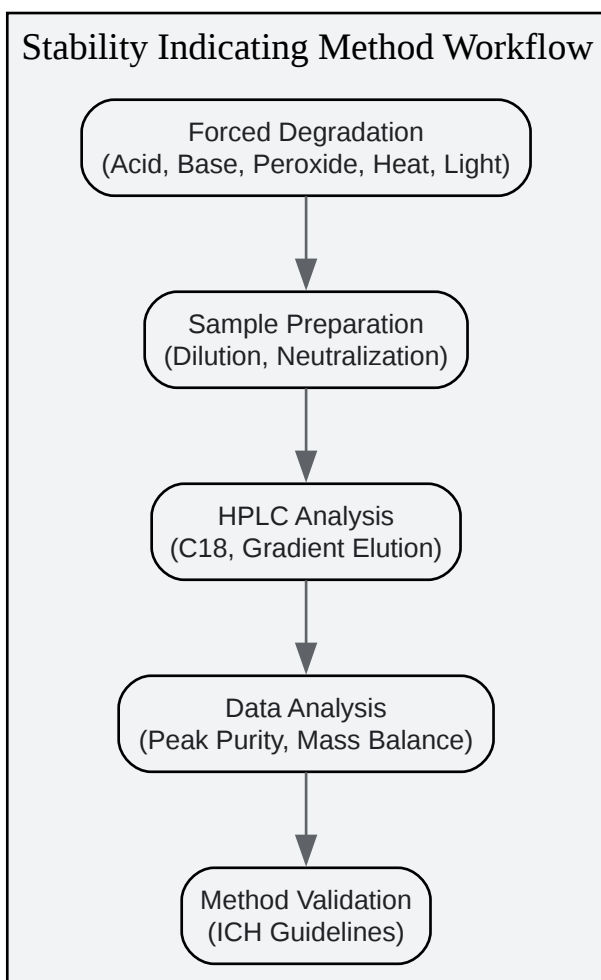 Stability Indicating Method Workflow
Forced Degradation
(Acid, Base, Peroxide, Heat, Light)
Sample Preparation
(Dilution, Neutralization)
HPLC Analysis
(C18, Gradient Elution)
Data Analysis
(Peak Purity, Mass Balance)
Method Validation
(ICH Guidelines)